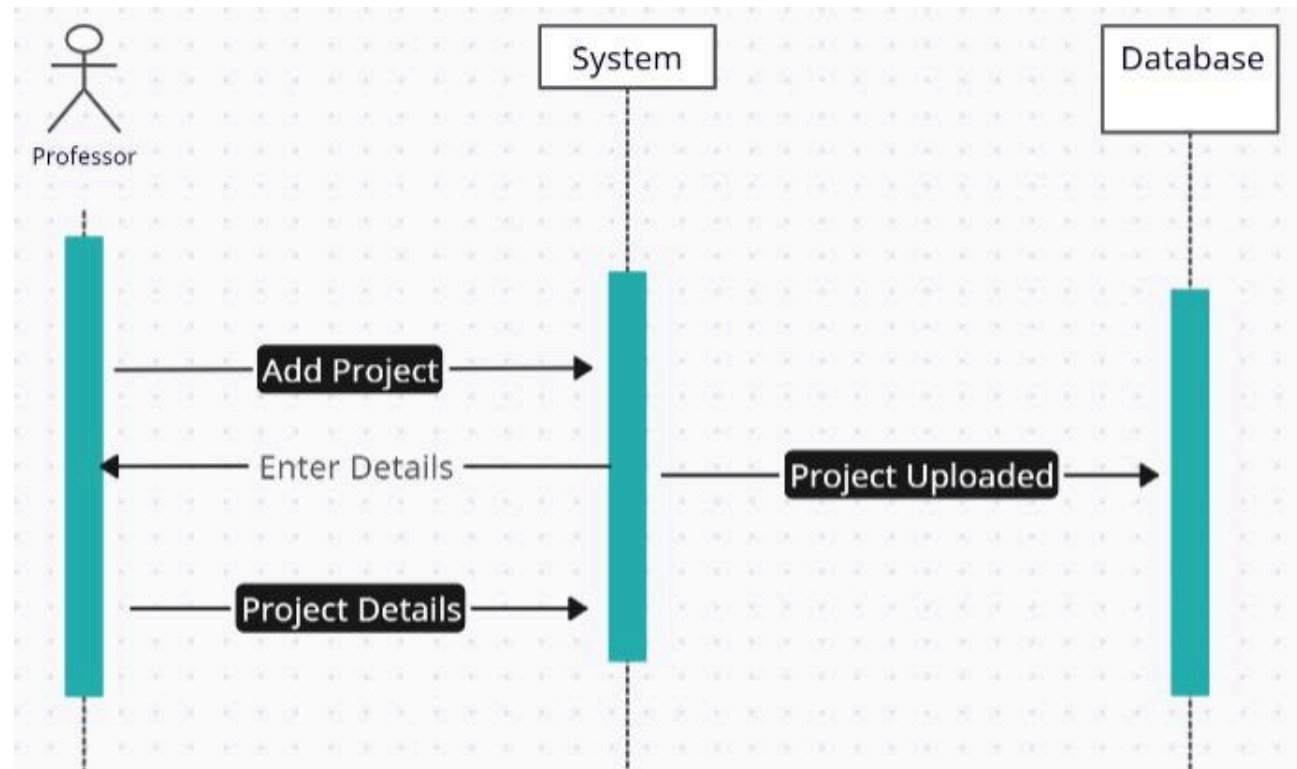 System
Database
Professor
Add Project
Enter Details
Project Uploaded
Project Details